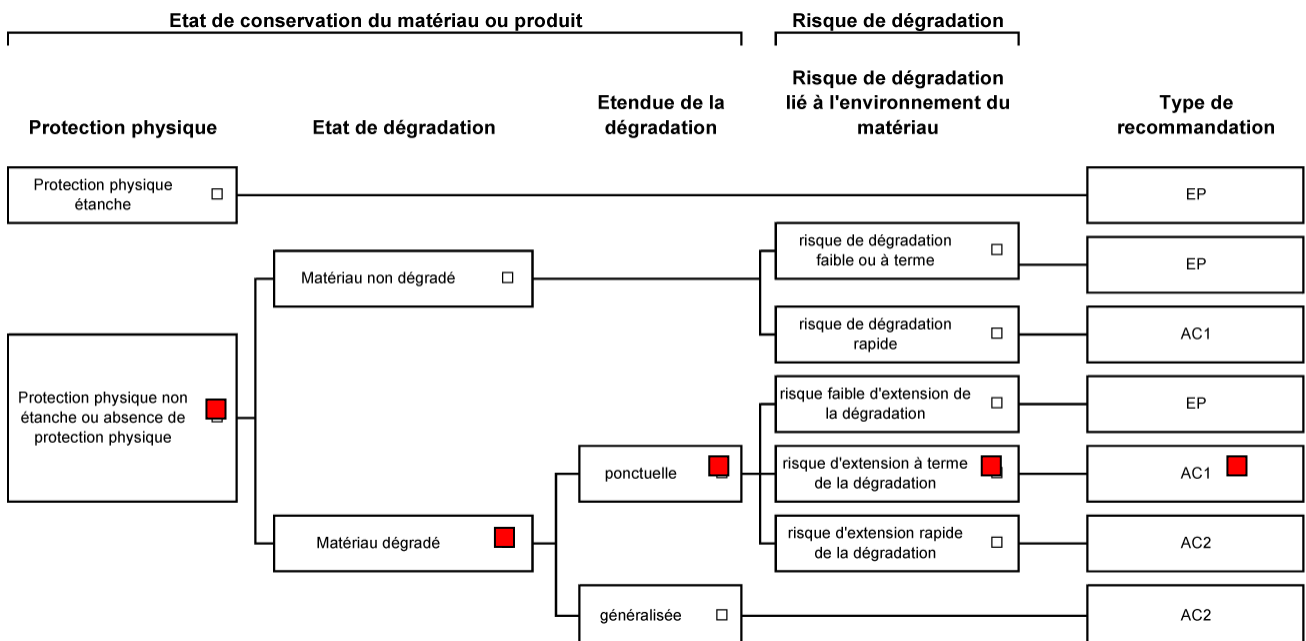 Etat de conservation du matériau ou produit
Risque de dégradation
Protection physique
Etat de dégradation
Etendue de la
dégradation
Risque de dégradation
lié à l'environnement du
matériau
Type de
recommandation
Protection physique
étanche
EP
Matériau non dégradé
risque de dégradation
faible ou à terme
EP
risque de dégradation
rapide
AC1
Protection physique non
étanche ou absence de
protection physique
risque faible d'extension de
la dégradation
EP
ponctuelle
risque d'extension à terme
de la dégradation
AC1
Matériau dégradé
risque d'extension rapide
de la dégradation
AC2
généralisée
AC2